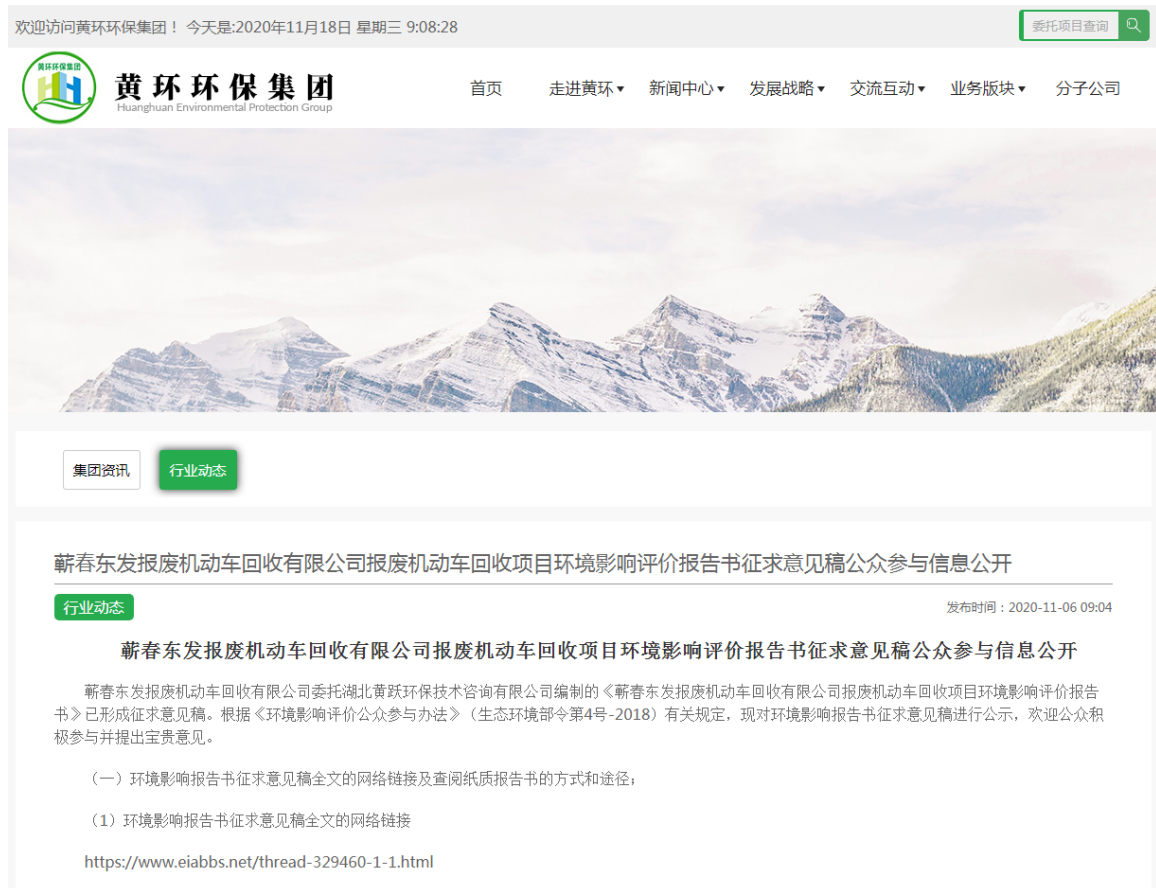 欢迎访问黄环环保集团！ 今天是:2020年11月18日 星期三 9:08:28
委托项目查询
黄环环保集团
黄环环保集团
Huanghuan Environmental Protection Group
首页 走进黄环▼ 新闻中心▼ 发展战略▼ 交流互动▼ 业务版块▼ 分子公司
集团资讯 行业动态
蕲春东发报废机动车回收有限公司报废机动车回收项目环境影响评价报告书征求意见稿公众参与信息公开
行业动态 发布时间：2020-11-06 09:04
蕲春东发报废机动车回收有限公司报废机动车回收项目环境影响评价报告书征求意见稿公众参与信息公开
蕲春东发报废机动车回收有限公司委托湖北黄跃环保技术咨询有限公司编制的《蕲春东发报废机动车回收有限公司报废机动车回收项目环境影响评价报告
书》已形成征求意见稿。根据《环境影响评价公众参与办法》（生态环境部令第4号-2018）有关规定，现对环境影响报告书征求意见稿进行公示，欢迎公众积
极参与并提出宝贵意见。
（一）环境影响报告书征求意见稿全文的网络链接及查阅纸质报告书的方式和途径；
（1）环境影响报告书征求意见稿全文的网络链接
https://www.eiabbs.net/thread-329460-1-1.html